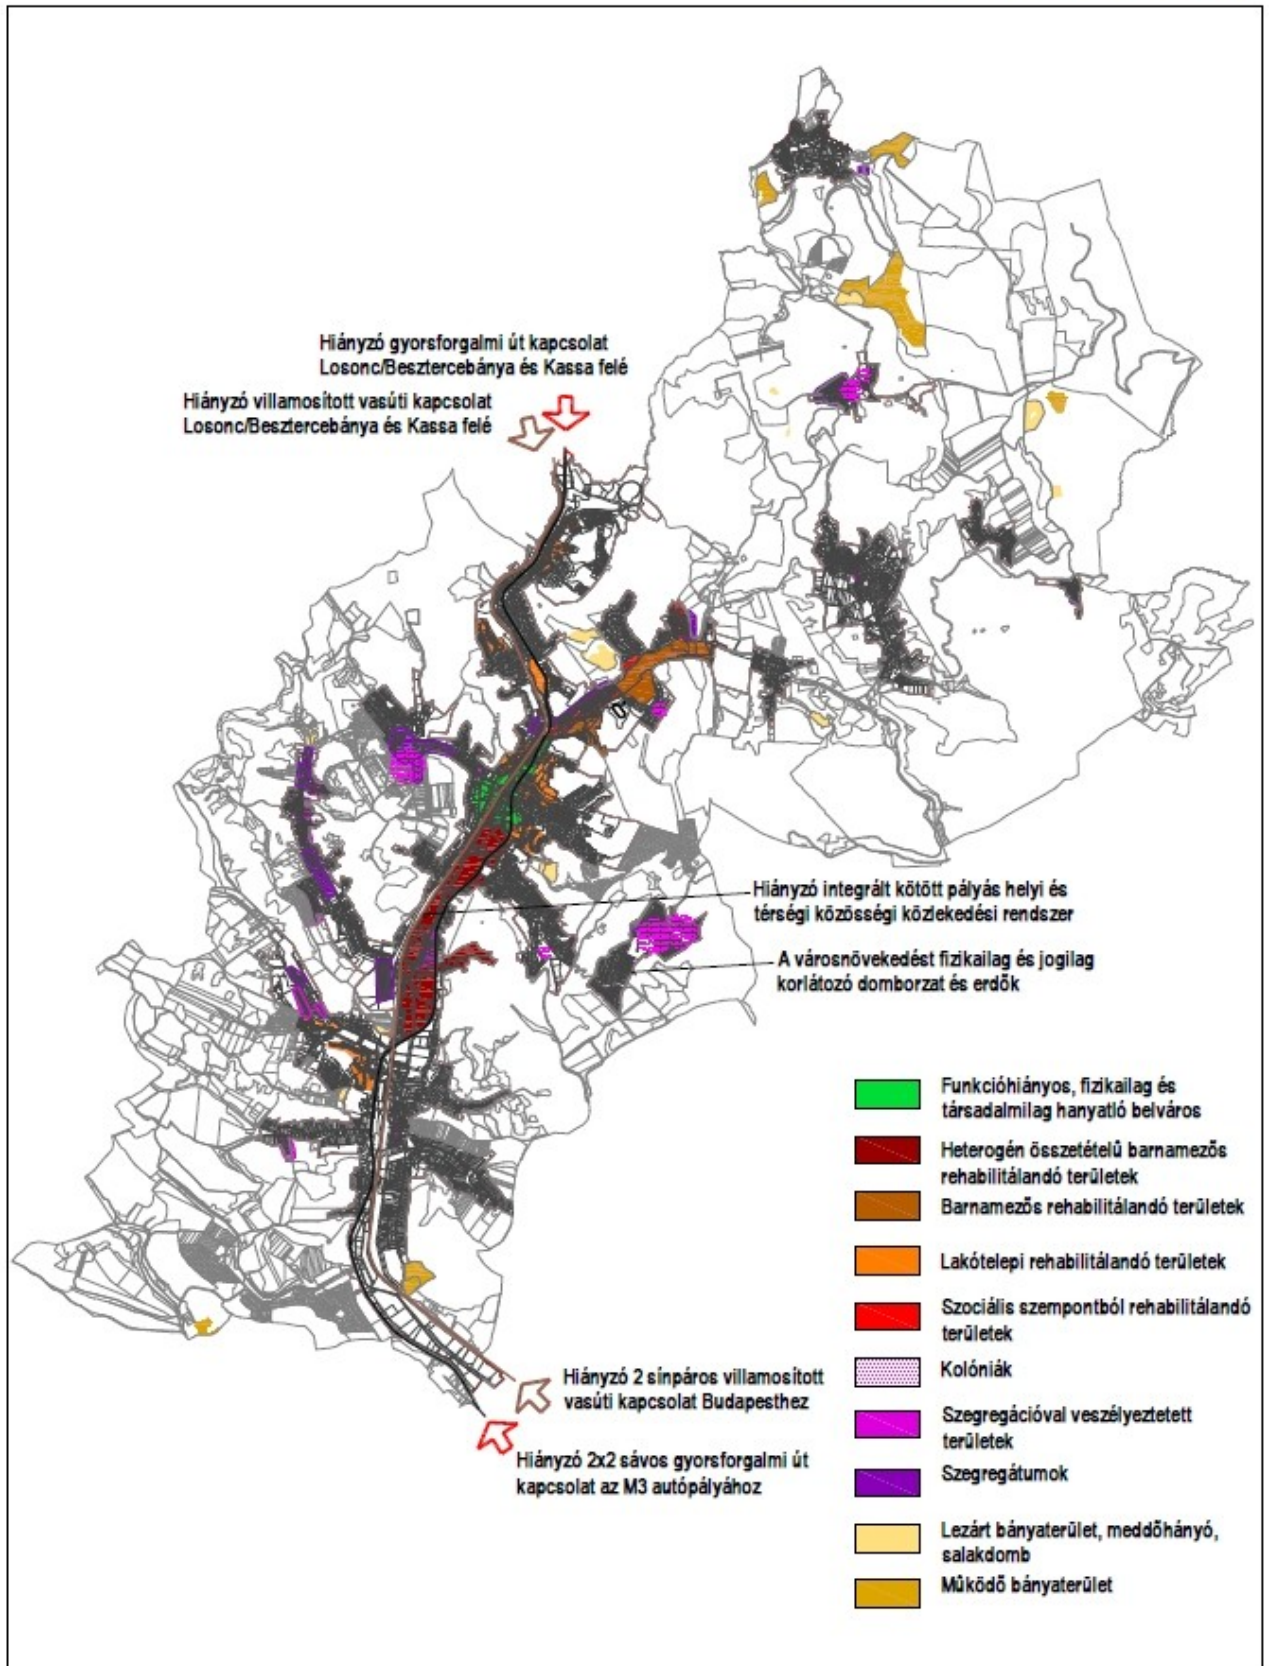 Hiányzó gyorsforgalmi út kapcsolat
Losonc/Besztercebánya és Kassa felé
Hiányzó villamosított vasúti kapcsolat
Losonc/Besztercebánya és Kassa felé
Hiányzó integrált kötött pályás helyi és
térségi közösségi közlekedési rendszer
A városnövekedést fizikailag és jogilag
korlátozó domborzat és erdők
Funkcióhiányos, fizikailag és
társadalmilag hanyatló belváros
Heterogén összetételű barnamezős
rehabilitálandó területek
Barnamezős rehabilitálandó területek
Lakótelepi rehabilitálandó területek
Szociális szempontból rehabilitálandó
területek
Kolóniák
Szegregációval veszélyeztetett
területek
Szegregátumok
Lezárt bányaterület, meddőhányó,
salakdomb
Működő bányaterület
Hiányzó 2 sínpáros villamosított
vasúti kapcsolat Budapesthez
Hiányzó 2x2 sávos gyorsforgalmi út
kapcsolat az M3 autópályához